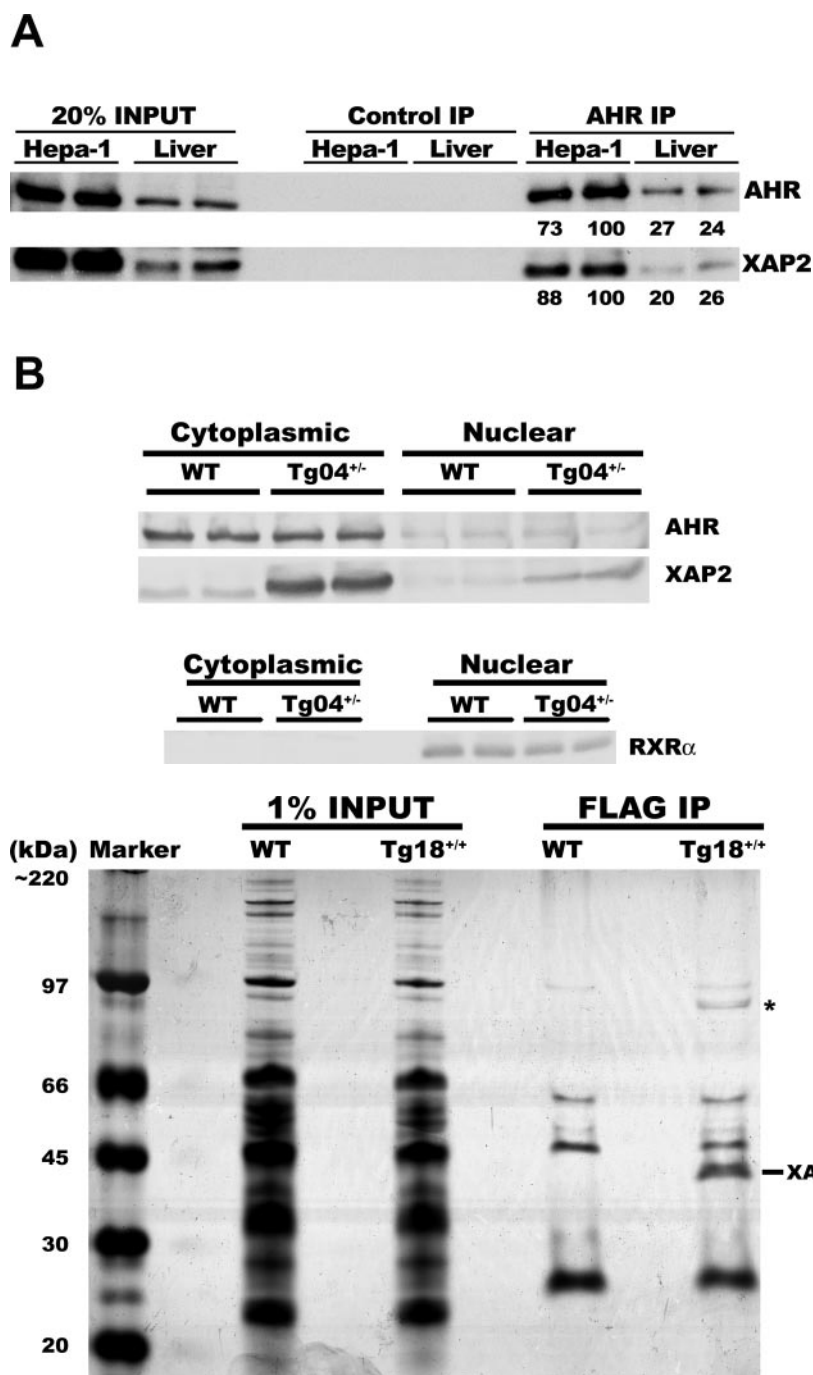 A
20% INPUT Control IP AHR IP
Hepa-1 Liver Hepa-1 Liver Hepa-1 Liver
AHR
73 100 27 24
XAP2
88 100 20 26
B
Cytoplasmic Nuclear
WT Tg04+/- WT Tg04+/-
AHR
XAP2
Cytoplasmic Nuclear
WT Tg04+/- WT Tg04+/-
RXRα
1% INPUT FLAG IP
(kDa) Marker WT Tg18+/+ WT Tg18+/+
~220
97
*
66
45
XA
30
20